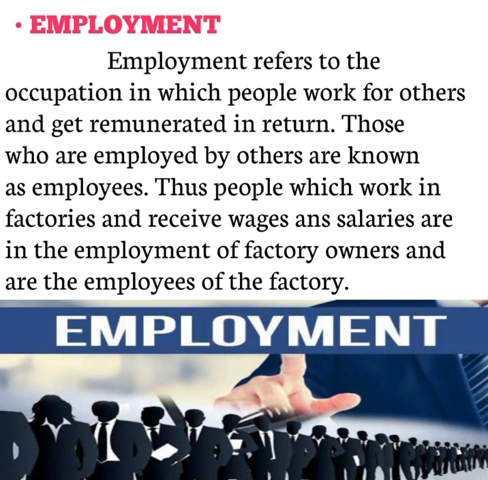 • EMPLOYMENT
Employment refers to the
occupation in which people work for others
and get remunerated in return. Those
who are employed by others are known
as employees. Thus people which work in
factories and receive wages ans salaries are
in the employment of factory owners and
are the employees of the factory.
EMPLOYMENT